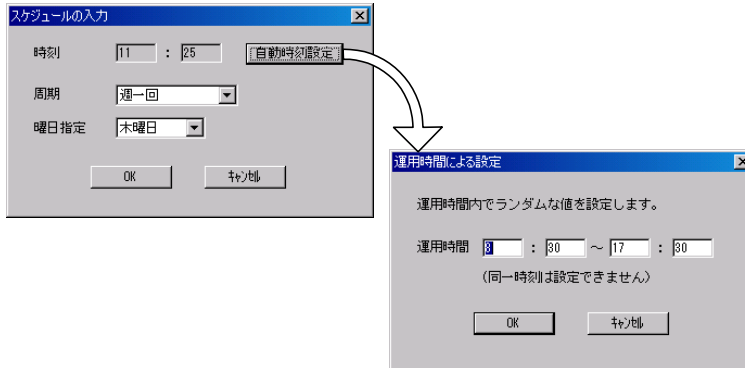 スケジュールの入力
時刻 11 : 25 自動時刻設定
周期 週一回
曜日指定 木曜日
OK ｷｬﾝｾﾙ
運用時間による設定
運用時間内でランダムな値を設定します。
運用時間 8 : 30 ～ 17 : 30
(同一時刻は設定できません)
OK ｷｬﾝｾﾙ